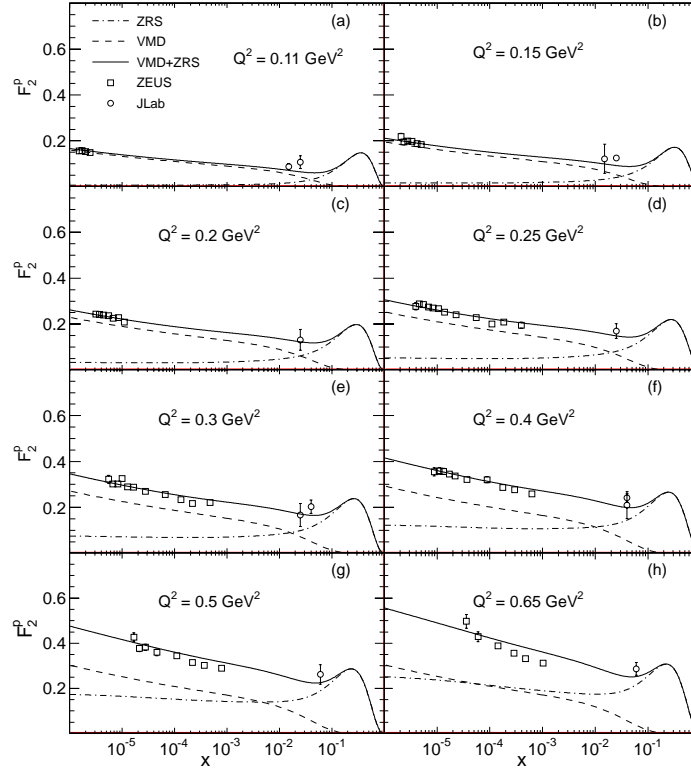 (a)
ZRS
VMD
VMD+ZRS
ZEUS
JLab
Q² = 0.11 GeV²
F₂ᵖ
0.6
0.4
0.2
(b)
Q² = 0.15 GeV²
(c)
Q² = 0.2 GeV²
F₂ᵖ
0.6
0.4
0.2
(d)
Q² = 0.25 GeV²
(e)
Q² = 0.3 GeV²
F₂ᵖ
0.6
0.4
0.2
(f)
Q² = 0.4 GeV²
(g)
Q² = 0.5 GeV²
F₂ᵖ
0.6
0.4
0.2
(h)
Q² = 0.65 GeV²
10⁻⁵ 10⁻⁴ 10⁻³ 10⁻² 10⁻¹
x
10⁻⁵ 10⁻⁴ 10⁻³ 10⁻² 10⁻¹
x